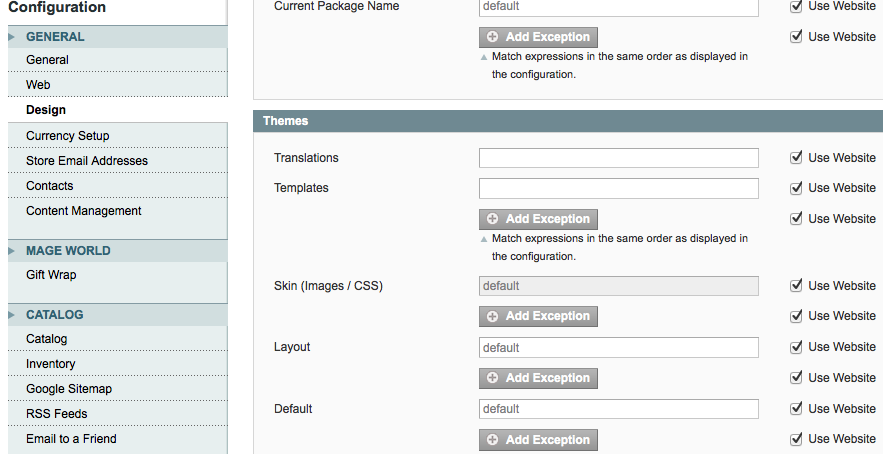 Configuration
GENERAL
General
Web
Design
Currency Setup
Store Email Addresses
Contacts
Content Management
MAGE WORLD
Gift Wrap
CATALOG
Catalog
Inventory
Google Sitemap
RSS Feeds
Email to a Friend
Current Package Name default Use Website
Add Exception Use Website
Match expressions in the same order as displayed in
the configuration.
Themes
Translations Use Website
Templates Use Website
Add Exception Use Website
Match expressions in the same order as displayed in
the configuration.
Skin (Images / CSS) default Use Website
Add Exception Use Website
Layout default Use Website
Add Exception Use Website
Default default Use Website
Add Exception Use Website